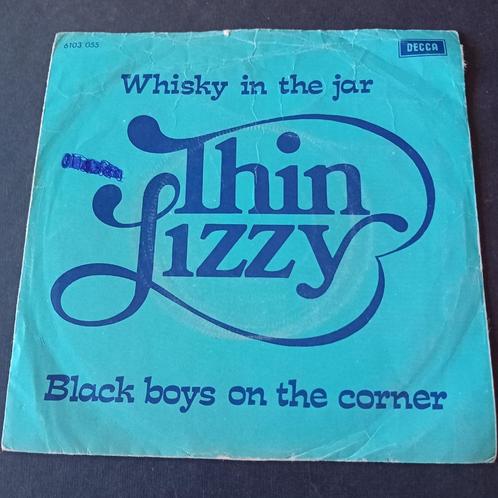 6103 055
DECCA
Whisky in the jar
Thin
Lizzy
Black boys on the corner